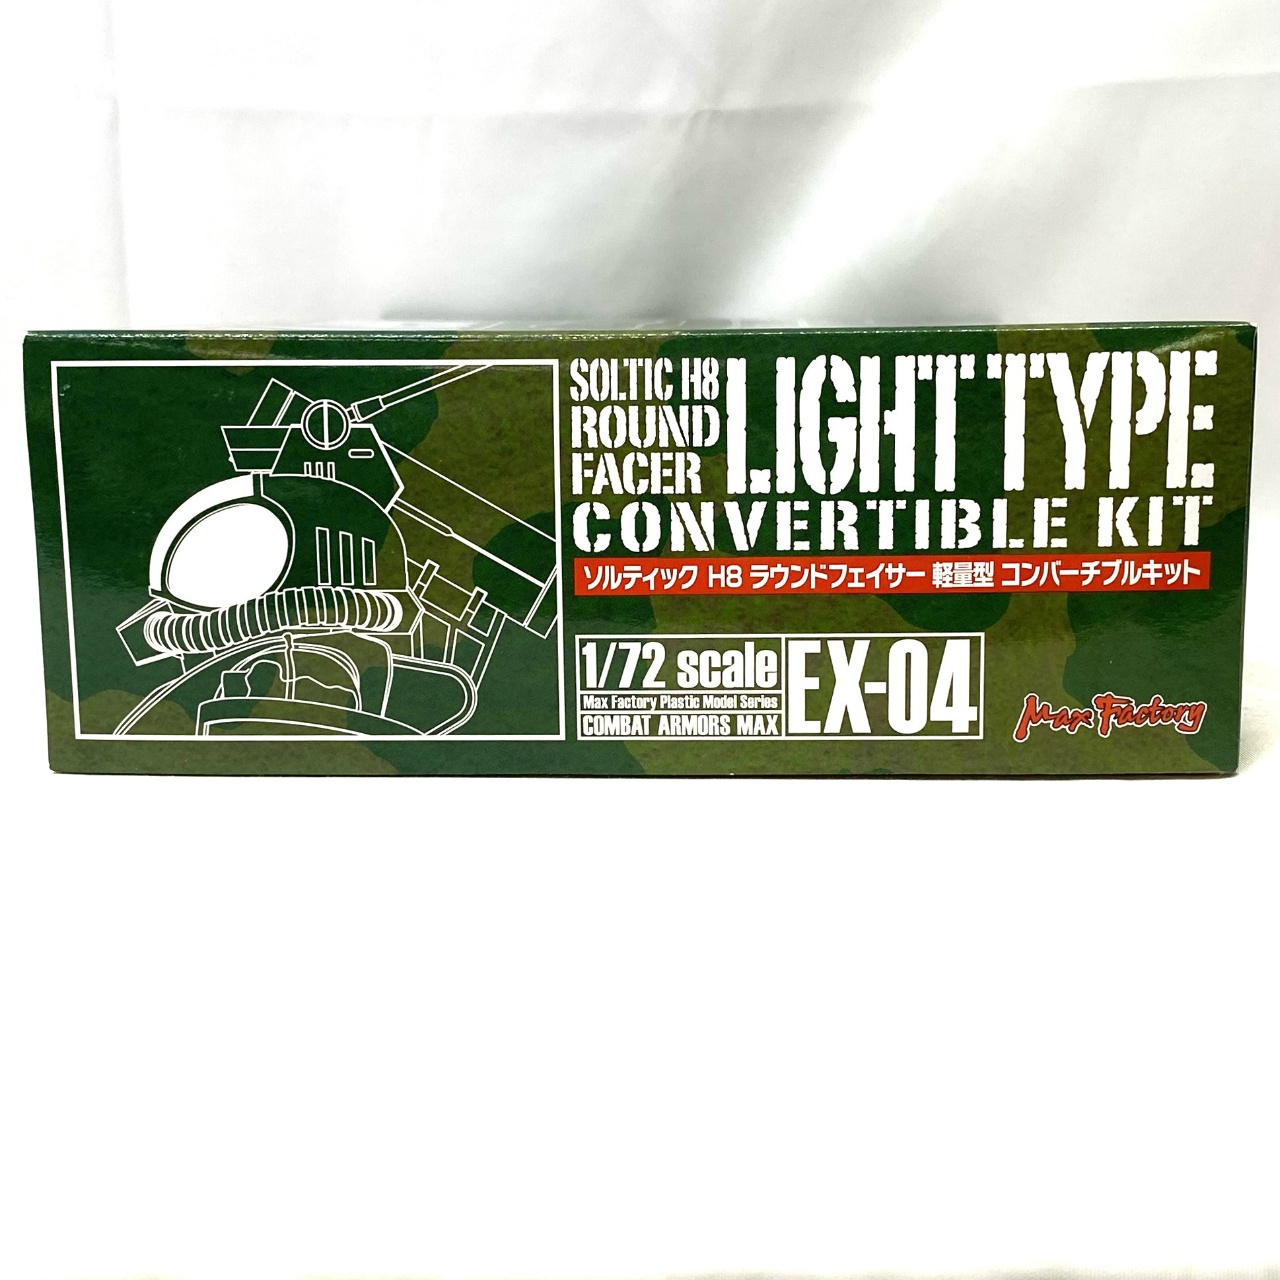 SOLTIC H8
ROUND
FACER
LIGHT TYPE
CONVERTIBLE KIT
ソルティック H8 ラウンドフェイサー 軽量型 コンバーチブルキット
1/72 scale
Max Factory Plastic Model Series
COMBAT ARMORS MAX
EX-04
Max Factory